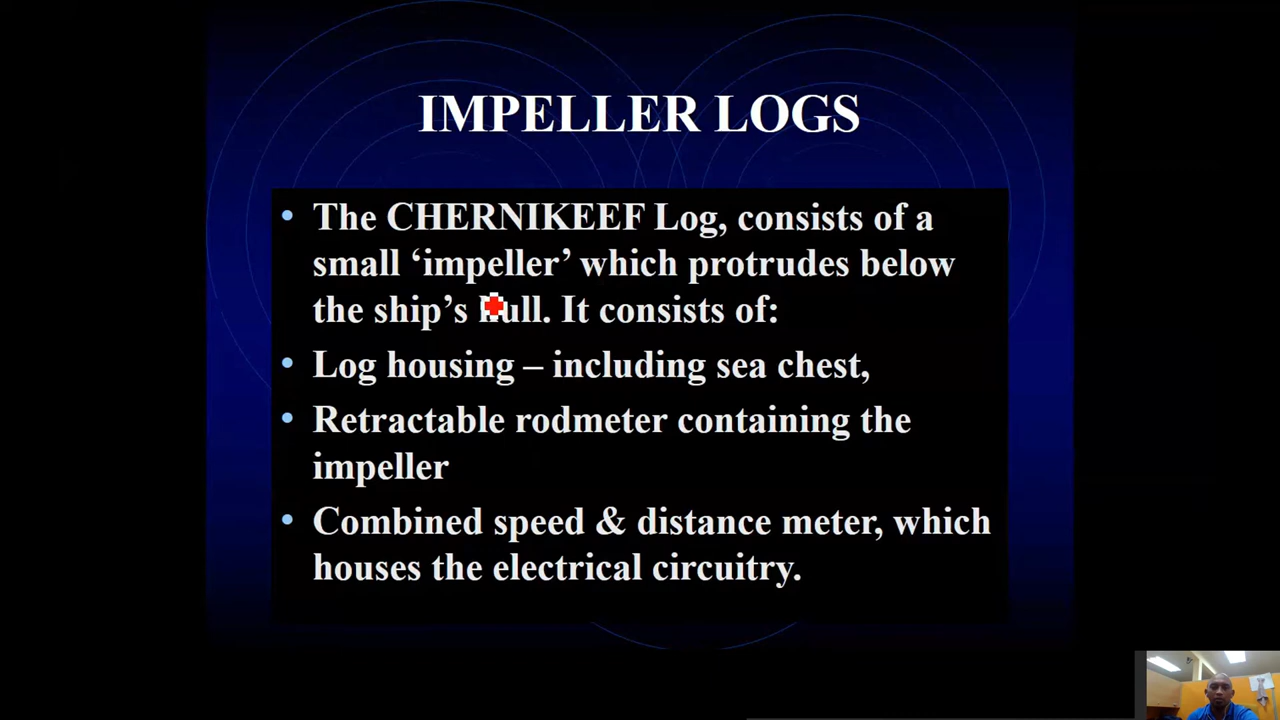 IMPELLER LOGS
• The CHERNIKEEF Log, consists of a
small ‘impeller’ which protrudes below
the ship’s hull. It consists of:
• Log housing – including sea chest,
• Retractable rodmeter containing the
impeller
• Combined speed & distance meter, which
houses the electrical circuitry.